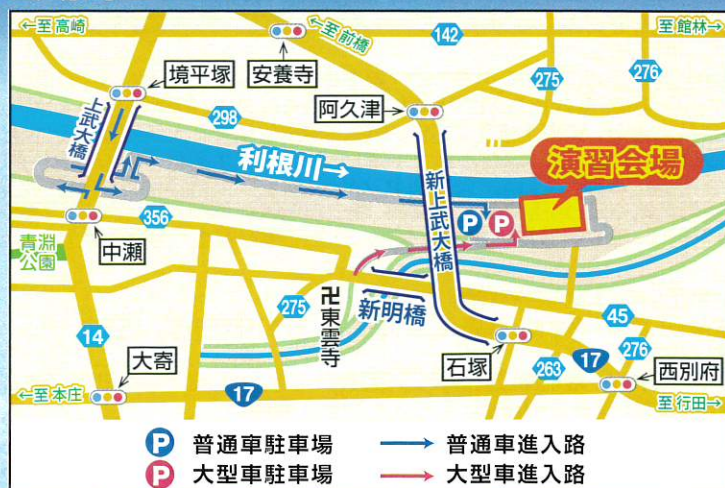 ←至高崎
←至前橋
142
至館林→
境平塚
安養寺
275
276
阿久津
上武大橋
298
利根川→
演習会場
新上武大橋
P
P
356
中瀬
青淵
公園
275
卍東雲寺
新明橋
45
14
大寄
石塚
17
276
263
西別府
←至本庄
17
至行田→
P 普通車駐車場 → 普通車進入路
P 大型車駐車場 → 大型車進入路